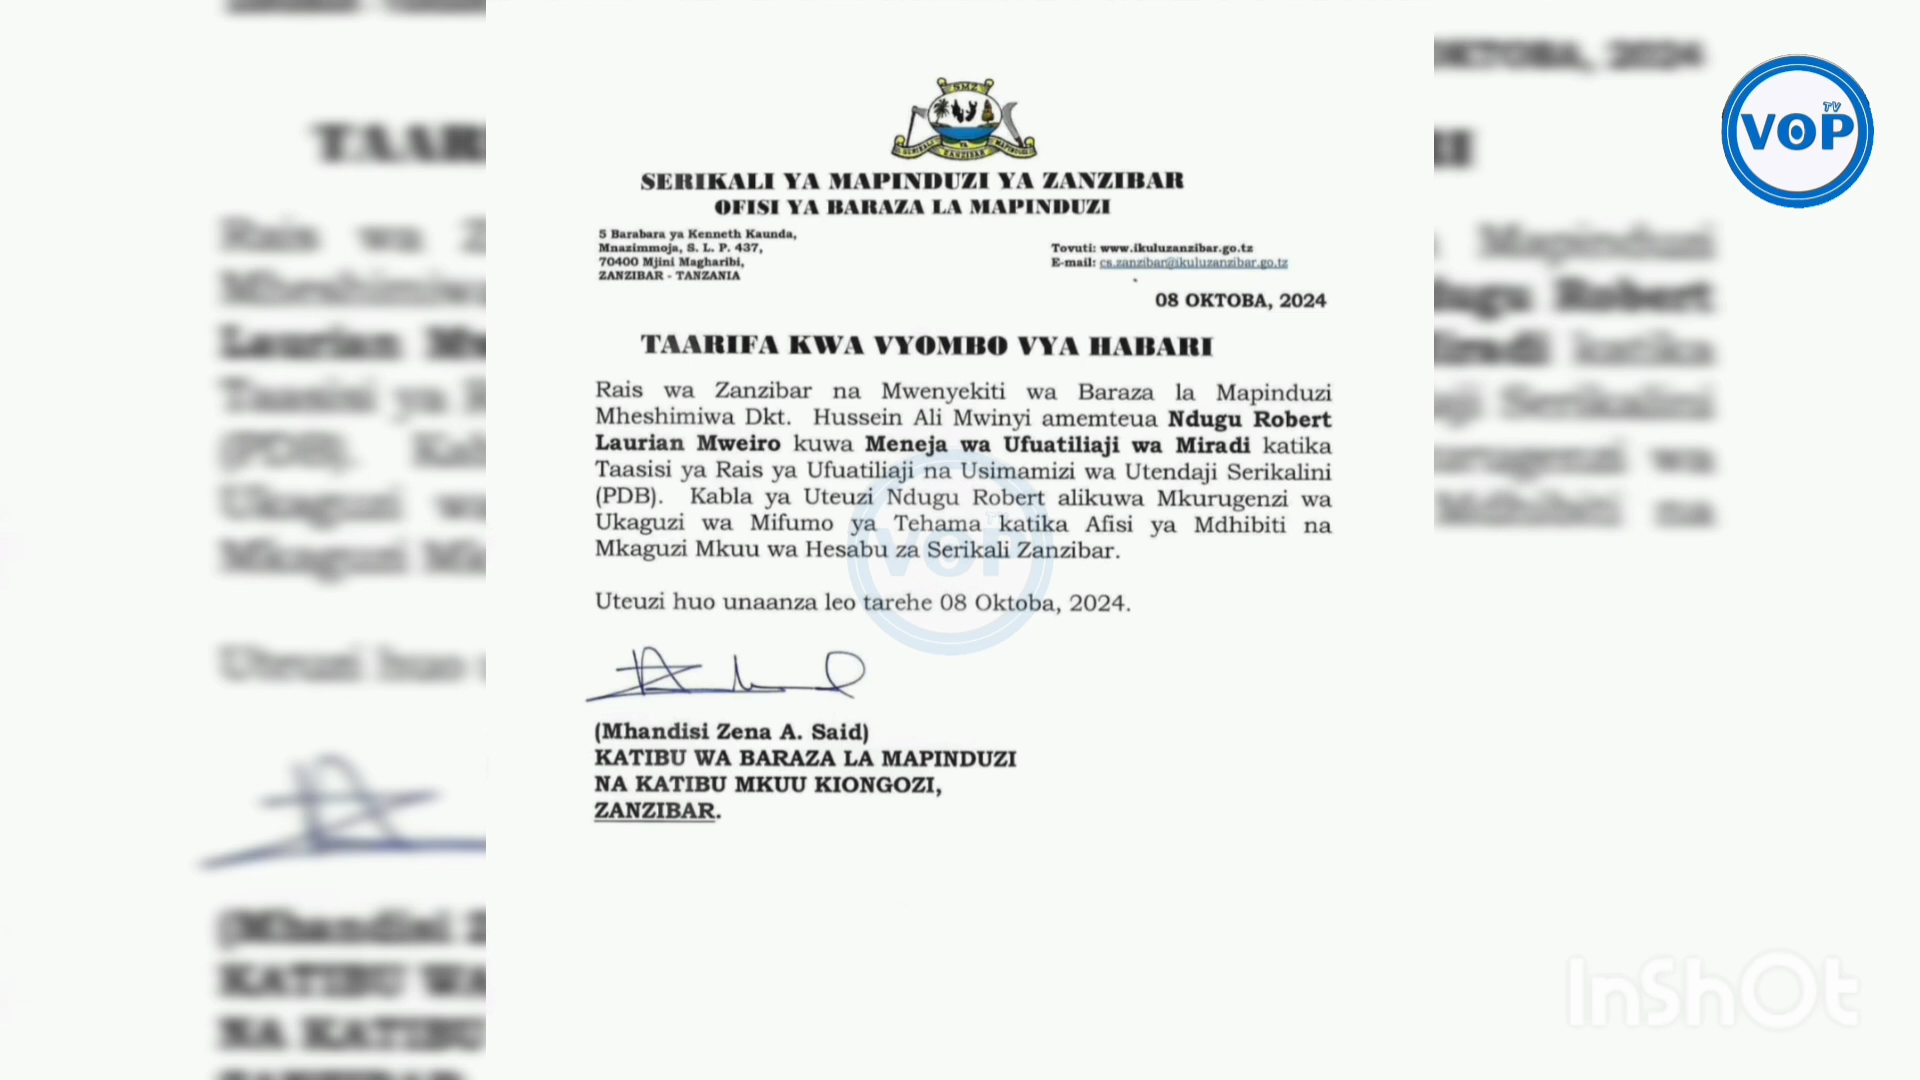 SMZ
SERIKALI YA MAPINDUZI ZANZIBAR
SERIKALI YA MAPINDUZI YA ZANZIBAR
OFISI YA BARAZA LA MAPINDUZI
5 Barabara ya Kenneth Kaunda,
Mnazimmoja, S. L. P. 437,
70400 Mjini Magharibi,
ZANZIBAR - TANZANIA
Tovuti: www.ikuluzanzibar.go.tz
E-mail: cs.zanzibar@ikuluzanzibar.go.tz
08 OKTOBA, 2024
TAARIFA KWA VYOMBO VYA HABARI
Rais wa Zanzibar na Mwenyekiti wa Baraza la Mapinduzi
Mheshimiwa Dkt. Hussein Ali Mwinyi amemteua Ndugu Robert
Laurian Mweiro kuwa Meneja wa Ufuatiliaji wa Miradi katika
Taasisi ya Rais ya Ufuatiliaji na Usimamizi wa Utendaji Serikalini
(PDB). Kabla ya Uteuzi Ndugu Robert alikuwa Mkurugenzi wa
Ukaguzi wa Mifumo ya Tehama katika Afisi ya Mdhibiti na
Mkaguzi Mkuu wa Hesabu za Serikali Zanzibar.
Uteuzi huo unaanza leo tarehe 08 Oktoba, 2024.
(Mhandisi Zena A. Said)
KATIBU WA BARAZA LA MAPINDUZI
NA KATIBU MKUU KIONGOZI,
ZANZIBAR.
VOP TV
VOP TV
InShOt